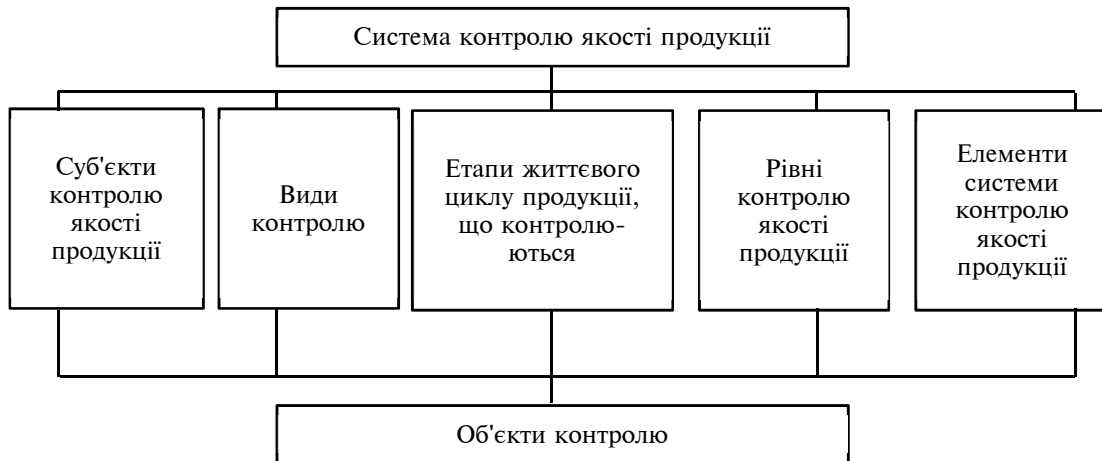 Система контролю якості продукції
Суб'єкти
контролю
якості
продукції
Види
контролю
Етапи життєвого
циклу продукції,
що контролю-
ються
Рівні
контролю
якості
продукції
Елементи
системи
контролю
якості
продукції
Об'єкти контролю